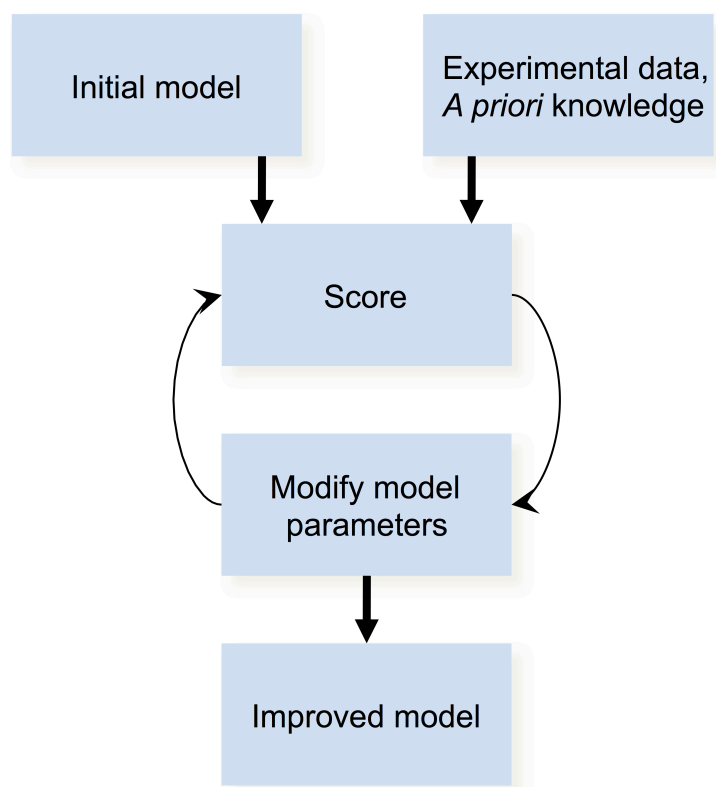 Initial model
Experimental data,
A priori knowledge
Score
Modify model
parameters
Improved model